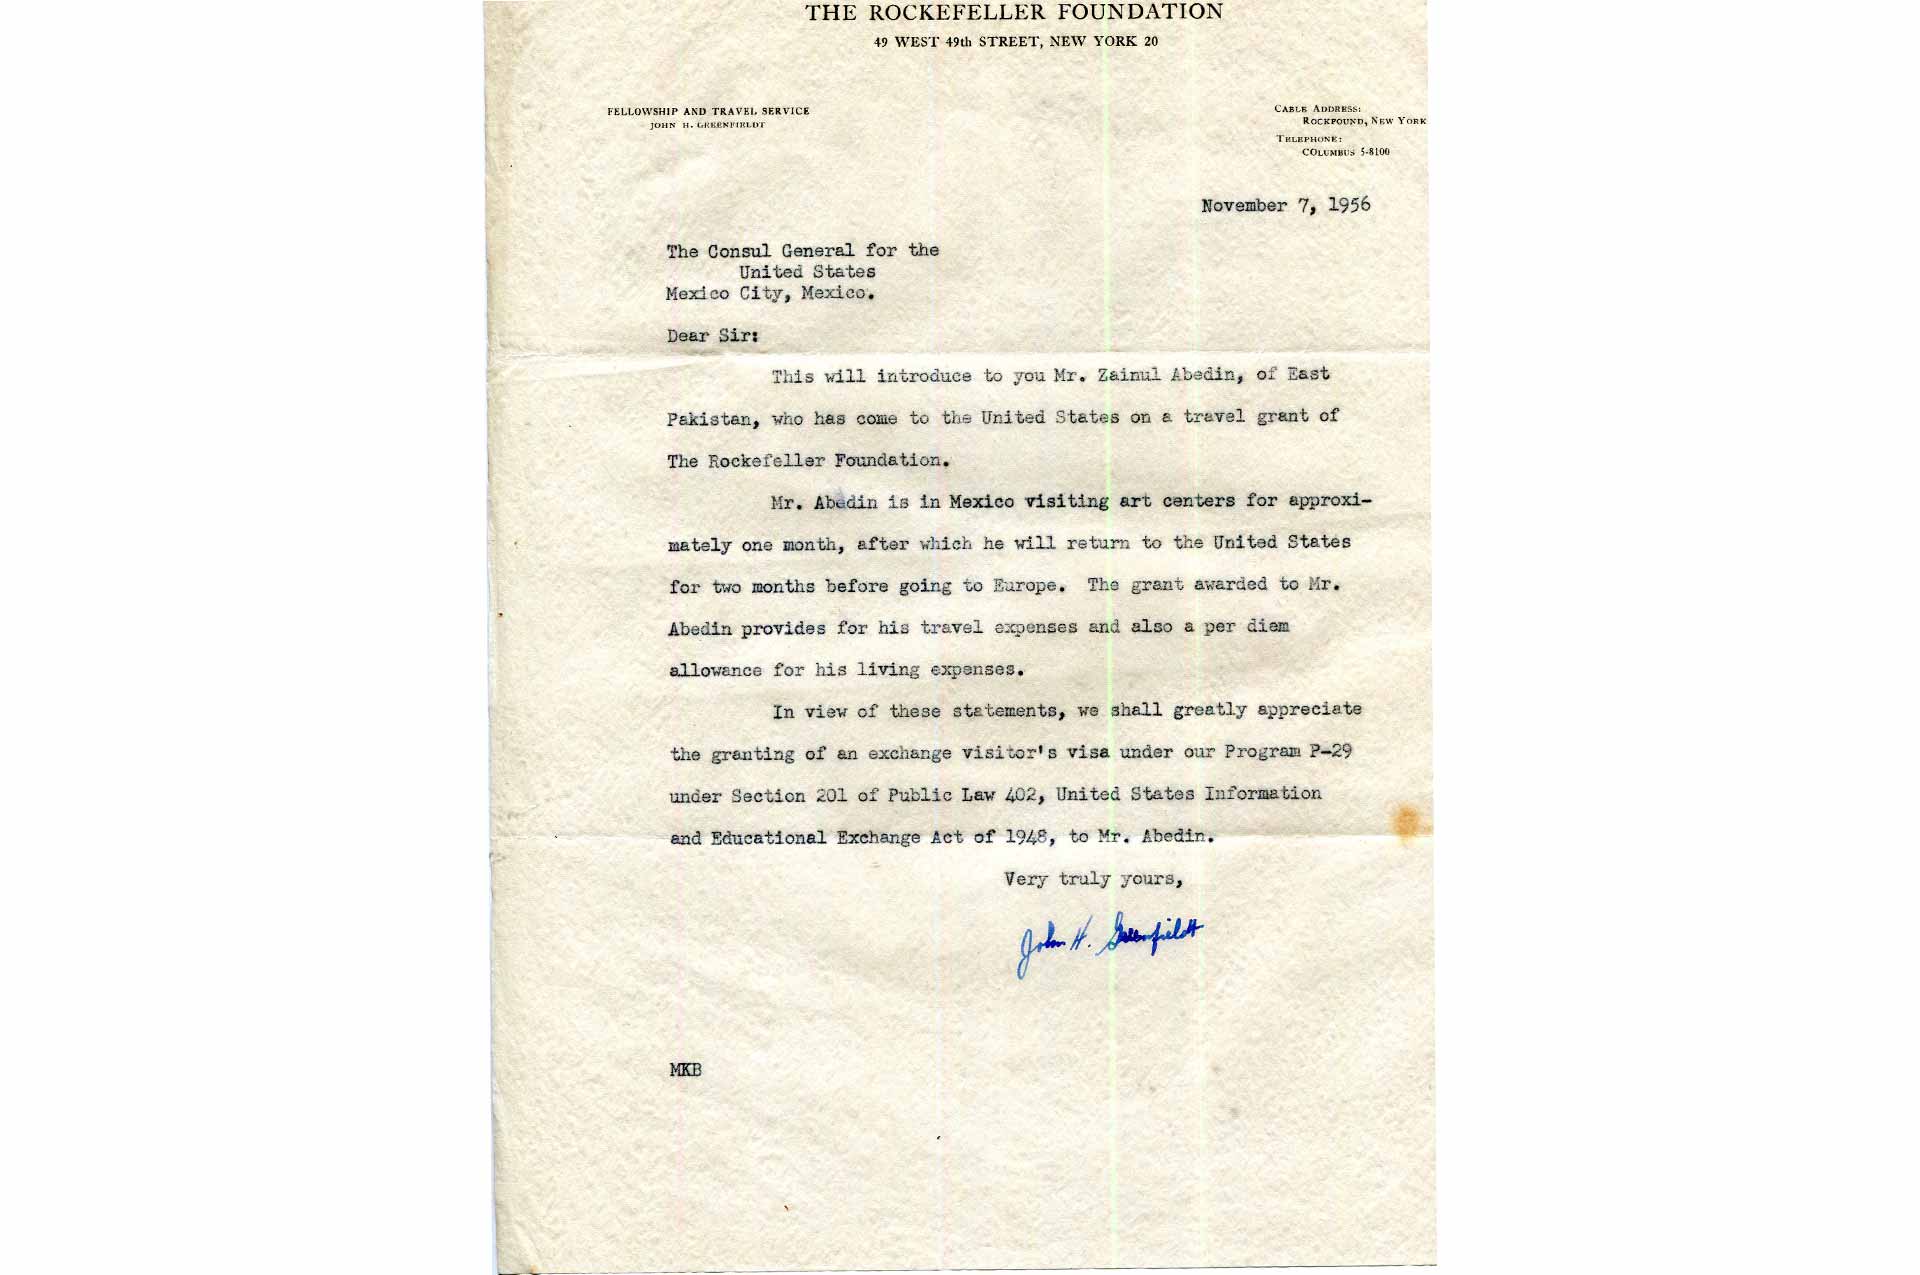 THE ROCKEFELLER FOUNDATION
49 WEST 49th STREET, NEW YORK 20
FELLOWSHIP AND TRAVEL SERVICE
JOHN H. GREENFIELDT
CABLE ADDRESS:
ROCKFOUND, NEW YORK
TELEPHONE:
COLUMBUS 5-8100
November 7, 1956
The Consul General for the
United States
Mexico City, Mexico.
Dear Sir:
This will introduce to you Mr. Zainul Abedin, of East
Pakistan, who has come to the United States on a travel grant of
The Rockefeller Foundation.
Mr. Abedin is in Mexico visiting art centers for approxi-
mately one month, after which he will return to the United States
for two months before going to Europe. The grant awarded to Mr.
Abedin provides for his travel expenses and also a per diem
allowance for his living expenses.
In view of these statements, we shall greatly appreciate
the granting of an exchange visitor's visa under our Program P-29
under Section 201 of Public Law 402, United States Information
and Educational Exchange Act of 1948, to Mr. Abedin.
Very truly yours,
John H. Greenfieldt
MKB